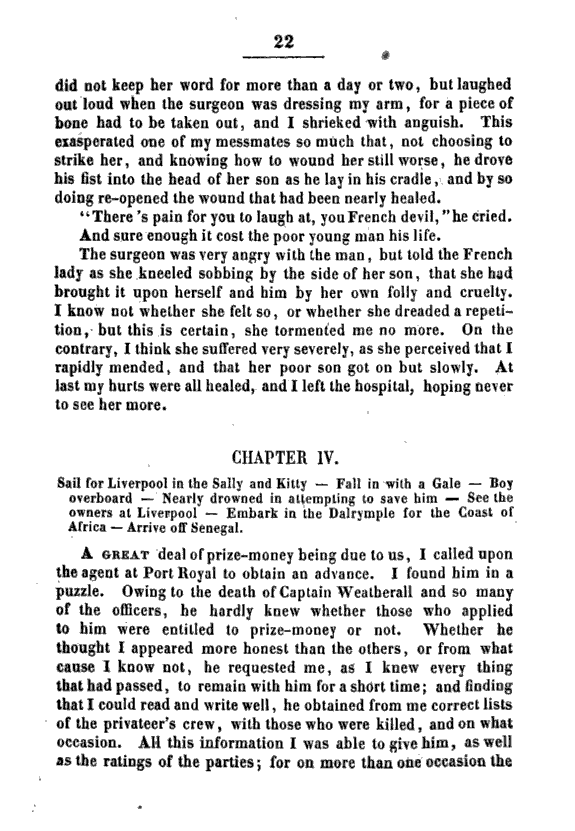 22
did not keep her word for more than a day or two, but laughed
out loud when the surgeon was dressing my arm, for a piece of
bone had to be taken out, and I shrieked with anguish. This
exasperated one of my messmates so much that, not choosing to
strike her, and knowing how to wound her still worse, he drove
his fist into the head of her son as he lay in his cradle, and by so
doing re-opened the wound that had been nearly healed.
“There's pain for you to laugh at, you French devil,” he cried.
And sure enough it cost the poor young man his life.
The surgeon was very angry with the man, but told the French
lady as she kneeled sobbing by the side of her son, that she had
brought it upon herself and him by her own folly and cruelty.
I know not whether she felt so, or whether she dreaded a repeti-
tion, but this is certain, she tormented me no more. On the
contrary, I think she suffered very severely, as she perceived that I
rapidly mended, and that her poor son got on but slowly. At
last my hurts were all healed, and I left the hospital, hoping never
to see her more.
CHAPTER IV.
Sail for Liverpool in the Sally and Kitty — Fall in with a Gale — Boy
overboard — Nearly drowned in attempting to save him — See the
owners at Liverpool — Embark in the Dalrymple for the Coast of
Africa — Arrive off Senegal.
A GREAT deal of prize-money being due to us, I called upon
the agent at Port Royal to obtain an advance. I found him in a
puzzle. Owing to the death of Captain Weatherall and so many
of the officers, he hardly knew whether those who applied
to him were entitled to prize-money or not. Whether he
thought I appeared more honest than the others, or from what
cause I know not, he requested me, as I knew every thing
that had passed, to remain with him for a short time; and finding
that I could read and write well, he obtained from me correct lists
of the privateer's crew, with those who were killed, and on what
occasion. All this information I was able to give him, as well
as the ratings of the parties; for on more than one occasion the